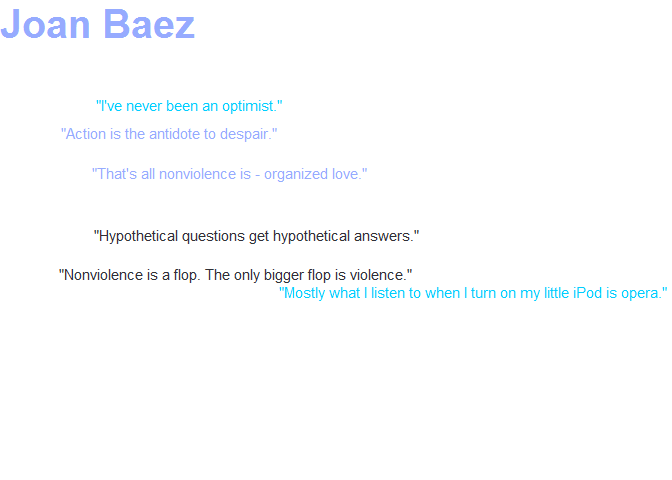 Joan Baez
"I've never been an optimist."
"Action is the antidote to despair."
"That's all nonviolence is - organized love."
"Hypothetical questions get hypothetical answers."
"Nonviolence is a flop. The only bigger flop is violence."
"Mostly what I listen to when I turn on my little iPod is opera."